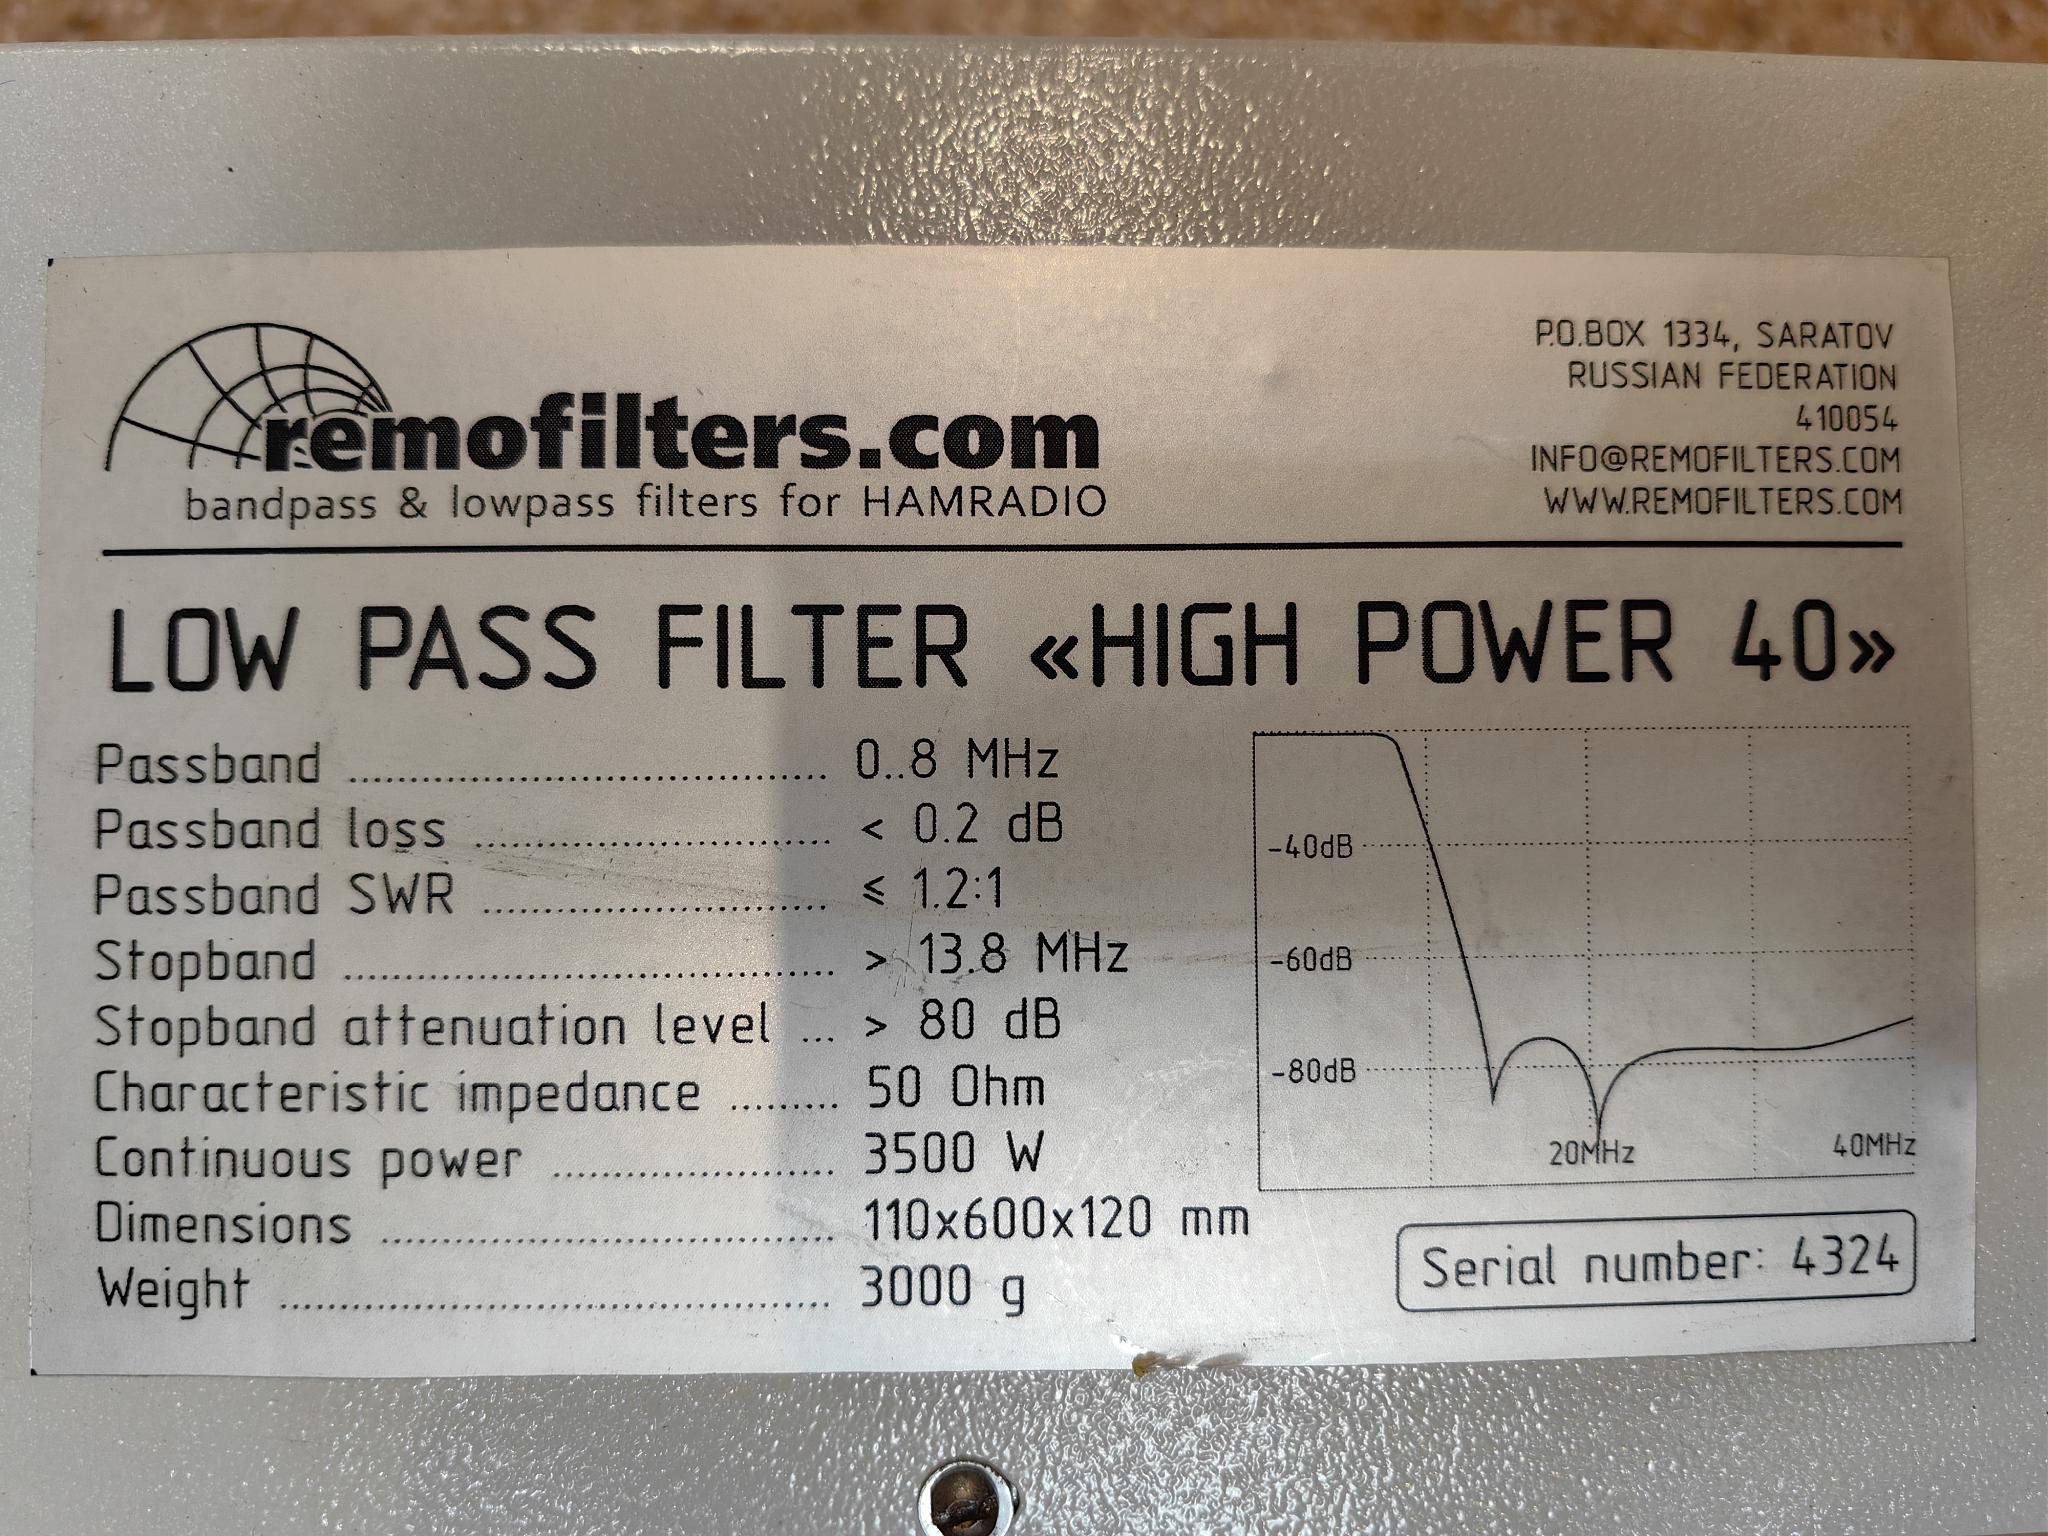 remofilters.com
bandpass & lowpass filters for HAMRADIO
P.O.BOX 1334, SARATOV
RUSSIAN FEDERATION
410054
INFO@REMOFILTERS.COM
WWW.REMOFILTERS.COM
LOW PASS FILTER «HIGH POWER 40»
Passband ........................................ 0..8 MHz
Passband loss .............................. < 0.2 dB
Passband SWR ............................. ⩽ 1.2:1
Stopband ......................................... > 13.8 MHz
Stopband attenuation level ... > 80 dB
Characteristic impedance ......... 50 Ohm
Continuous power ........................ 3500 W
Dimensions ...................................... 110x600x120 mm
Weight .............................................. 3000 g
-40dB
-60dB
-80dB
20MHz
40MHz
Serial number: 4324